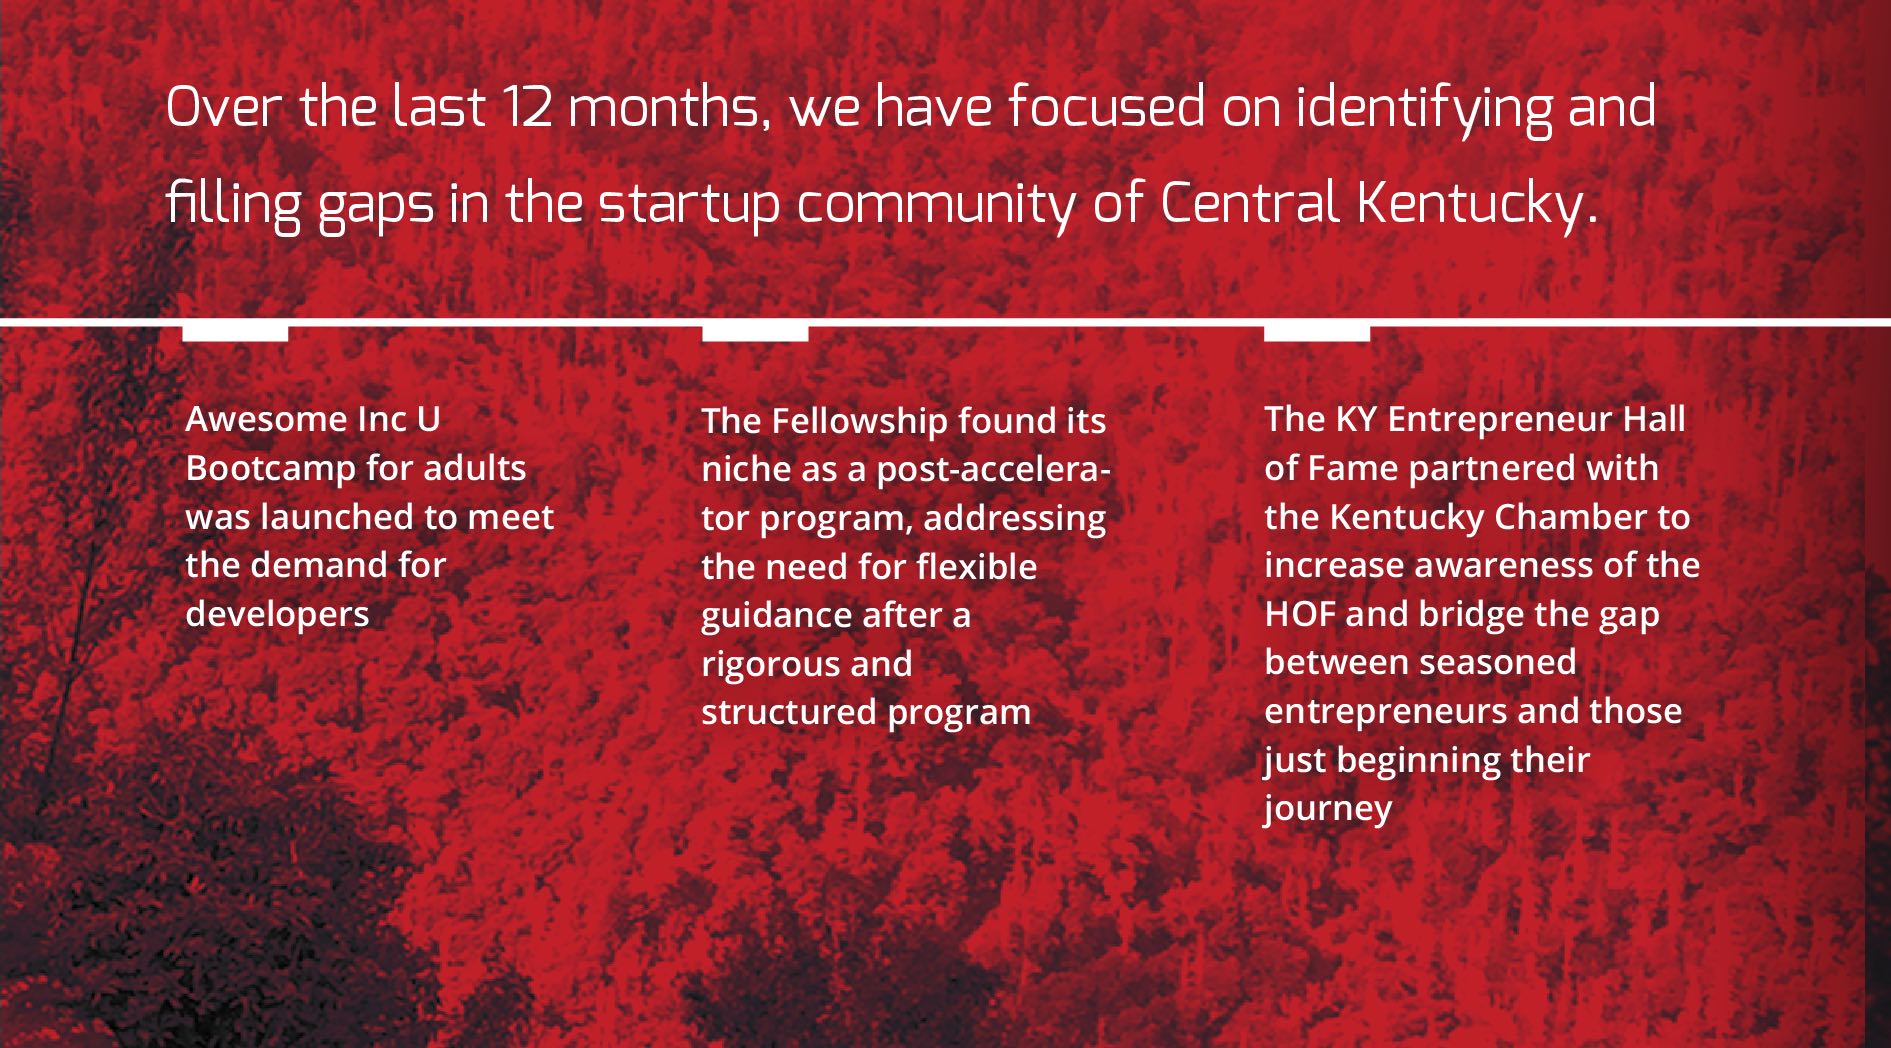 Over the last 12 months, we have focused on identifying and
filling gaps in the startup community of Central Kentucky.
Awesome Inc U
Bootcamp for adults
was launched to meet
the demand for
developers
The Fellowship found its
niche as a post-accelera-
tor program, addressing
the need for flexible
guidance after a
rigorous and
structured program
The KY Entrepreneur Hall
of Fame partnered with
the Kentucky Chamber to
increase awareness of the
HOF and bridge the gap
between seasoned
entrepreneurs and those
just beginning their
journey